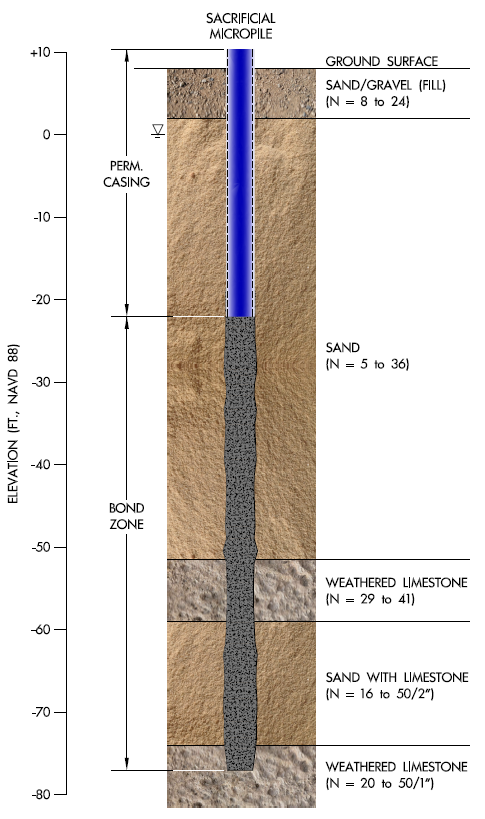 SACRIFICIAL
MICROPILE
+10
GROUND SURFACE
SAND/GRAVEL (FILL)
(N = 8 to 24)
0
PERM.
CASING
-10
-20
SAND
(N = 5 to 36)
-30
ELEVATION (FT., NAVD 88)
-40
BOND
ZONE
-50
WEATHERED LIMESTONE
(N = 29 to 41)
-60
SAND WITH LIMESTONE
(N = 16 to 50/2")
-70
WEATHERED LIMESTONE
(N = 20 to 50/1")
-80